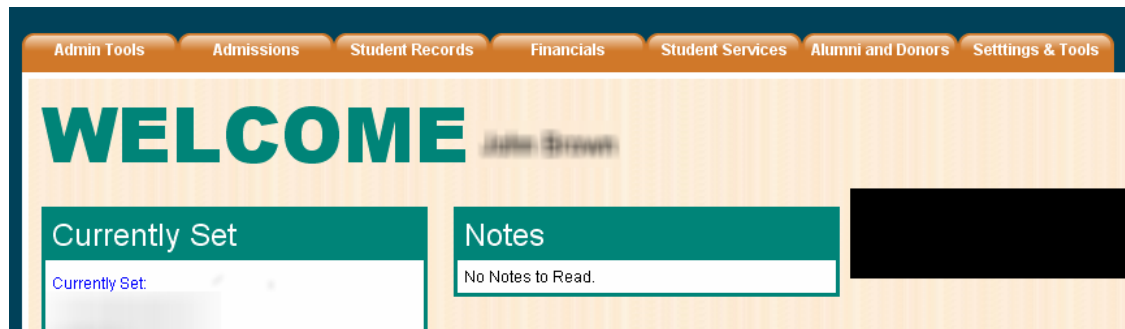 Admin Tools Admissions Student Records Financials Student Services Alumni and Donors Setttings & Tools
WELCOME
Currently Set
Notes
Currently Set:
No Notes to Read.